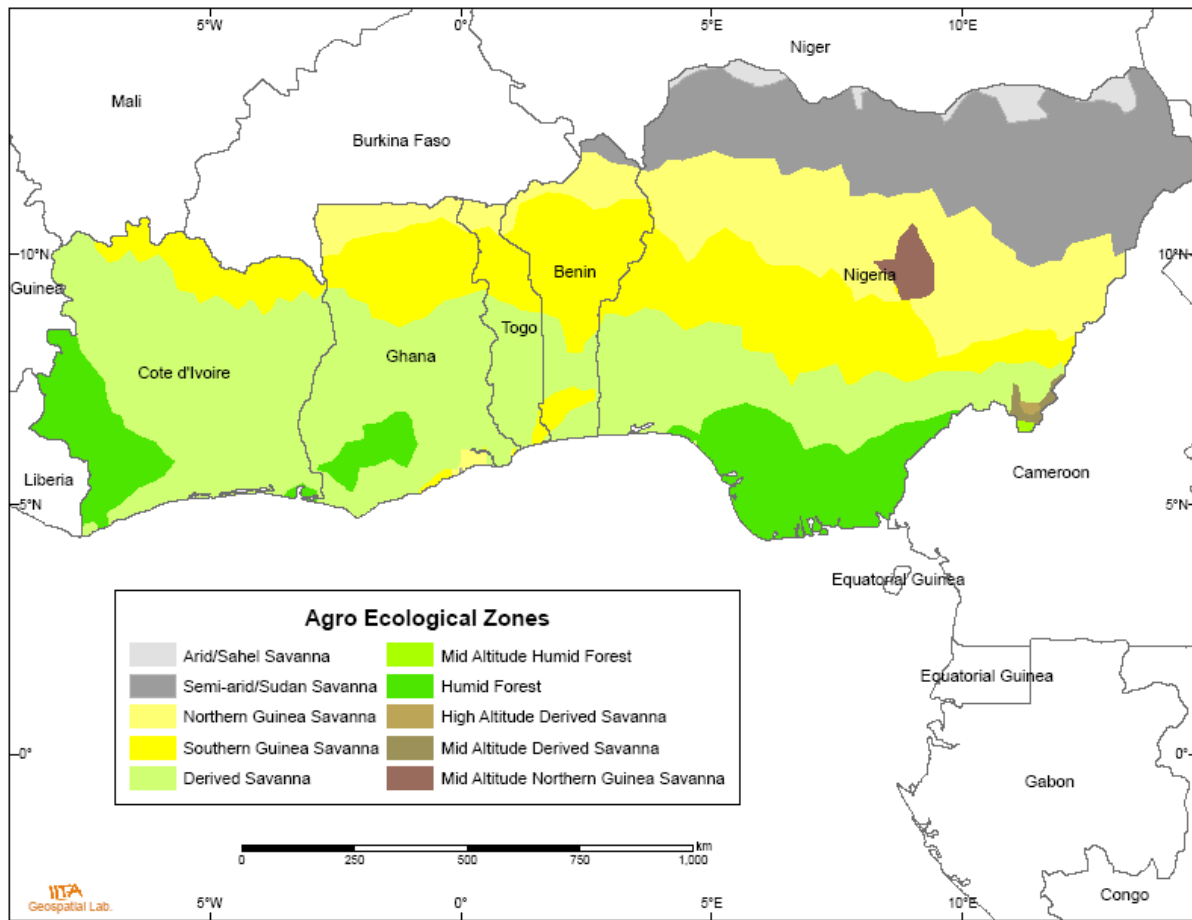 5°W 0° 5°E 10°E
Niger
Mali
Burkina Faso
10°N 10°N
Benin
Nigeria
Guinea
Togo
Ghana
Cote d'Ivoire
Cameroon
Liberia
5°N 5°N
Equatorial Guinea
Agro Ecological Zones
Arid/Sahel Savanna
Semi-arid/Sudan Savanna
Northern Guinea Savanna
Southern Guinea Savanna
Derived Savanna
Mid Altitude Humid Forest
Humid Forest
High Altitude Derived Savanna
Mid Altitude Derived Savanna
Mid Altitude Northern Guinea Savanna
Equatorial Guinea
0° 0°
Gabon
km
0 250 500 750 1,000
Congo
IITA
Geospatial Lab.
5°W 0° 5°E 10°E